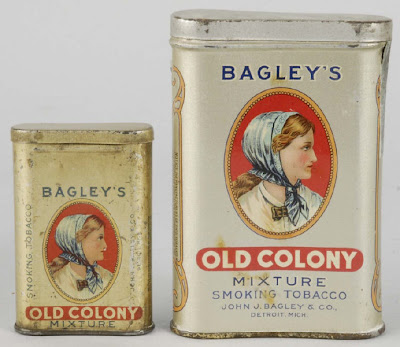 BAGLEY'S
SMOKING TOBACCO
OLD COLONY
MIXTURE
BAGLEY'S
OLD COLONY
MIXTURE
SMOKING TOBACCO
JOHN J. BAGLEY & CO.
DETROIT, MICH.